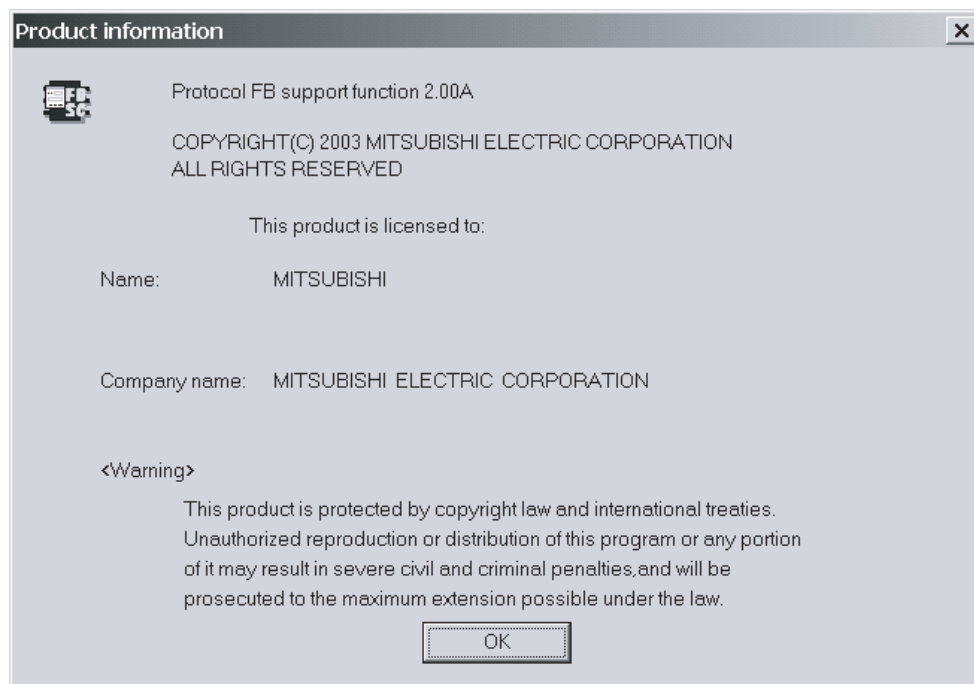 Product information
FB
SC
Protocol FB support function 2.00A
COPYRIGHT(C) 2003 MITSUBISHI ELECTRIC CORPORATION
ALL RIGHTS RESERVED
This product is licensed to:
Name: MITSUBISHI
Company name: MITSUBISHI ELECTRIC CORPORATION
<Warning>
This product is protected by copyright law and international treaties.
Unauthorized reproduction or distribution of this program or any portion
of it may result in severe civil and criminal penalties,and will be
prosecuted to the maximum extension possible under the law.
OK